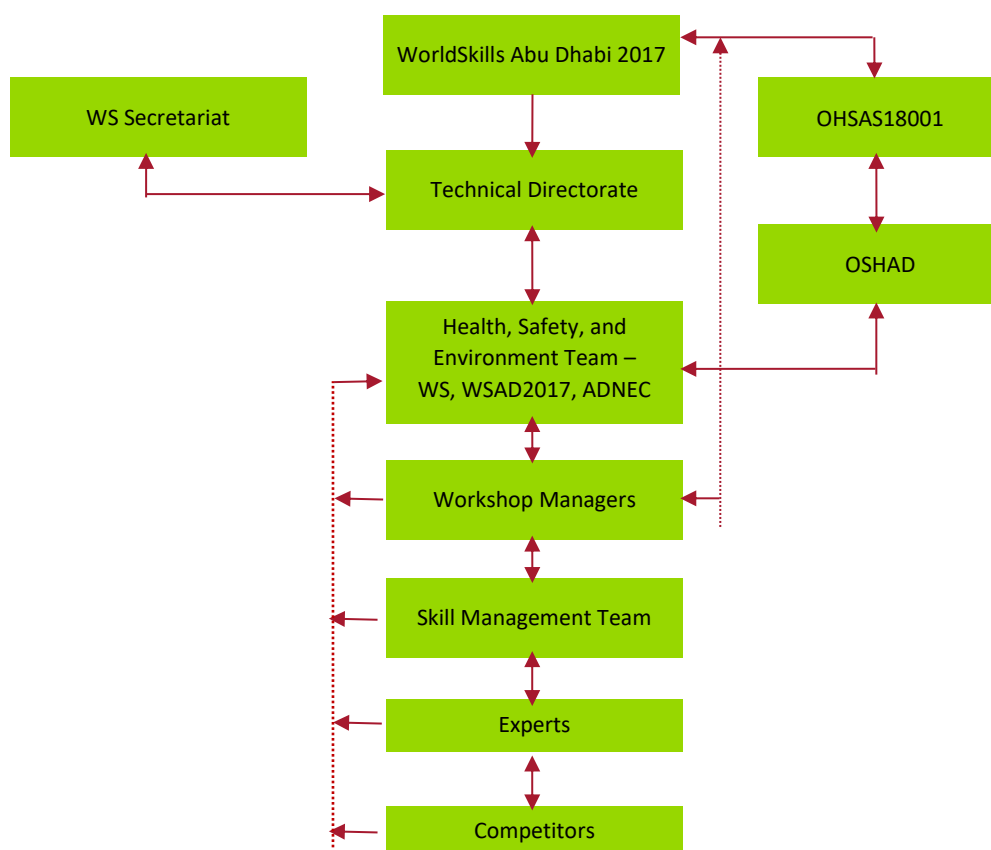 WorldSkills Abu Dhabi 2017
WS Secretariat
OHSAS18001
Technical Directorate
OSHAD
Health, Safety, and
Environment Team –
WS, WSAD2017, ADNEC
Workshop Managers
Skill Management Team
Experts
Competitors